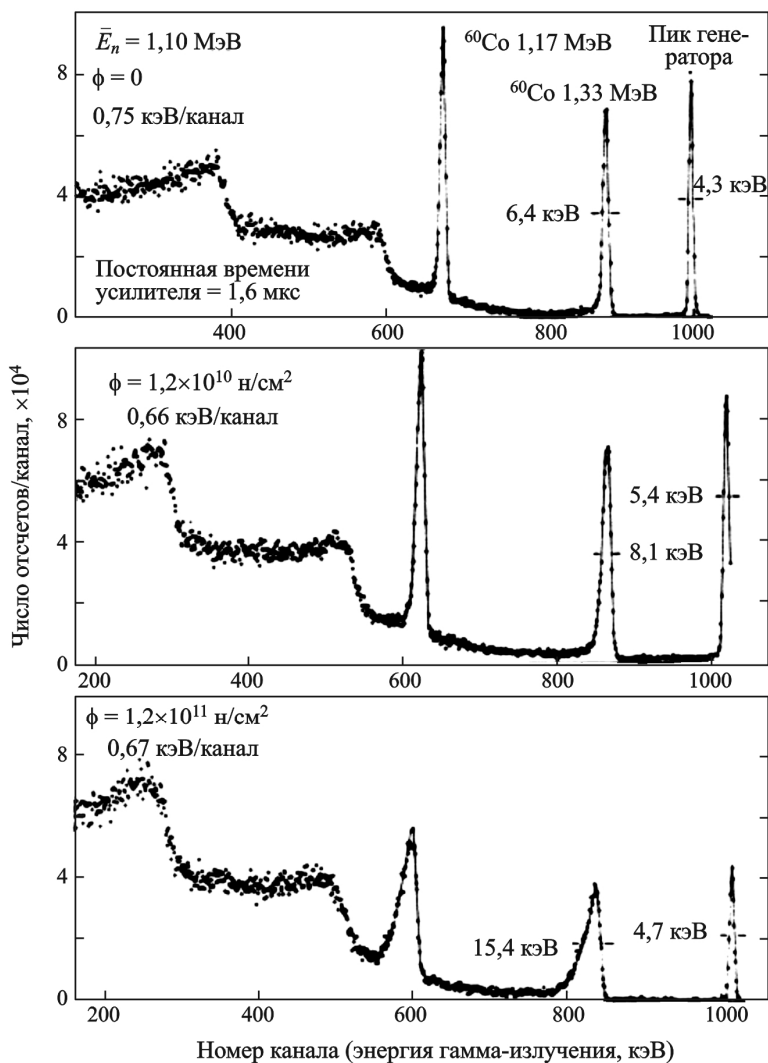 Ēₙ = 1,10 МэВ
ϕ = 0
0,75 кэВ/канал
⁶⁰Co 1,17 МэВ
⁶⁰Co 1,33 МэВ
Пик гене-
ратора
6,4 кэВ
4,3 кэВ
Постоянная времени
усилителя = 1,6 мкс
8
4
0
400
600
800
1000
ϕ = 1,2×10¹⁰ н/см²
0,66 кэВ/канал
5,4 кэВ
8,1 кэВ
8
4
0
200
400
600
800
1000
ϕ = 1,2×10¹¹ н/см²
0,67 кэВ/канал
15,4 кэВ
4,7 кэВ
8
4
0
200
400
600
800
1000
Число отсчетов/канал, ×10⁴
Номер канала (энергия гамма-излучения, кэВ)